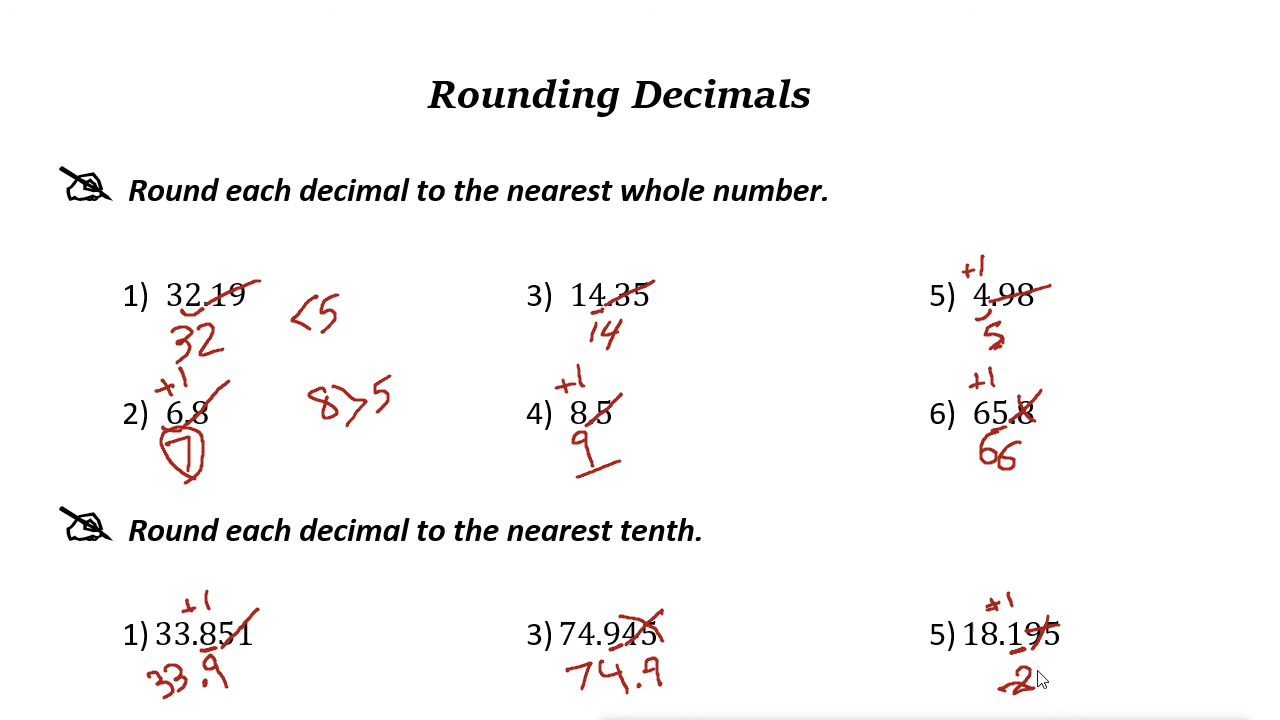 Rounding Decimals
Round each decimal to the nearest whole number.
+1
1) 32.19 <5 3) 14.35 5) 4.98
32 14 5
+1 +1 +1
2) 6.8 8>5 4) 8.5 6) 65.8
7 9 66
Round each decimal to the nearest tenth.
+1 +1
1) 33.851 3) 74.945 5) 18.195
33.9 74.9 2